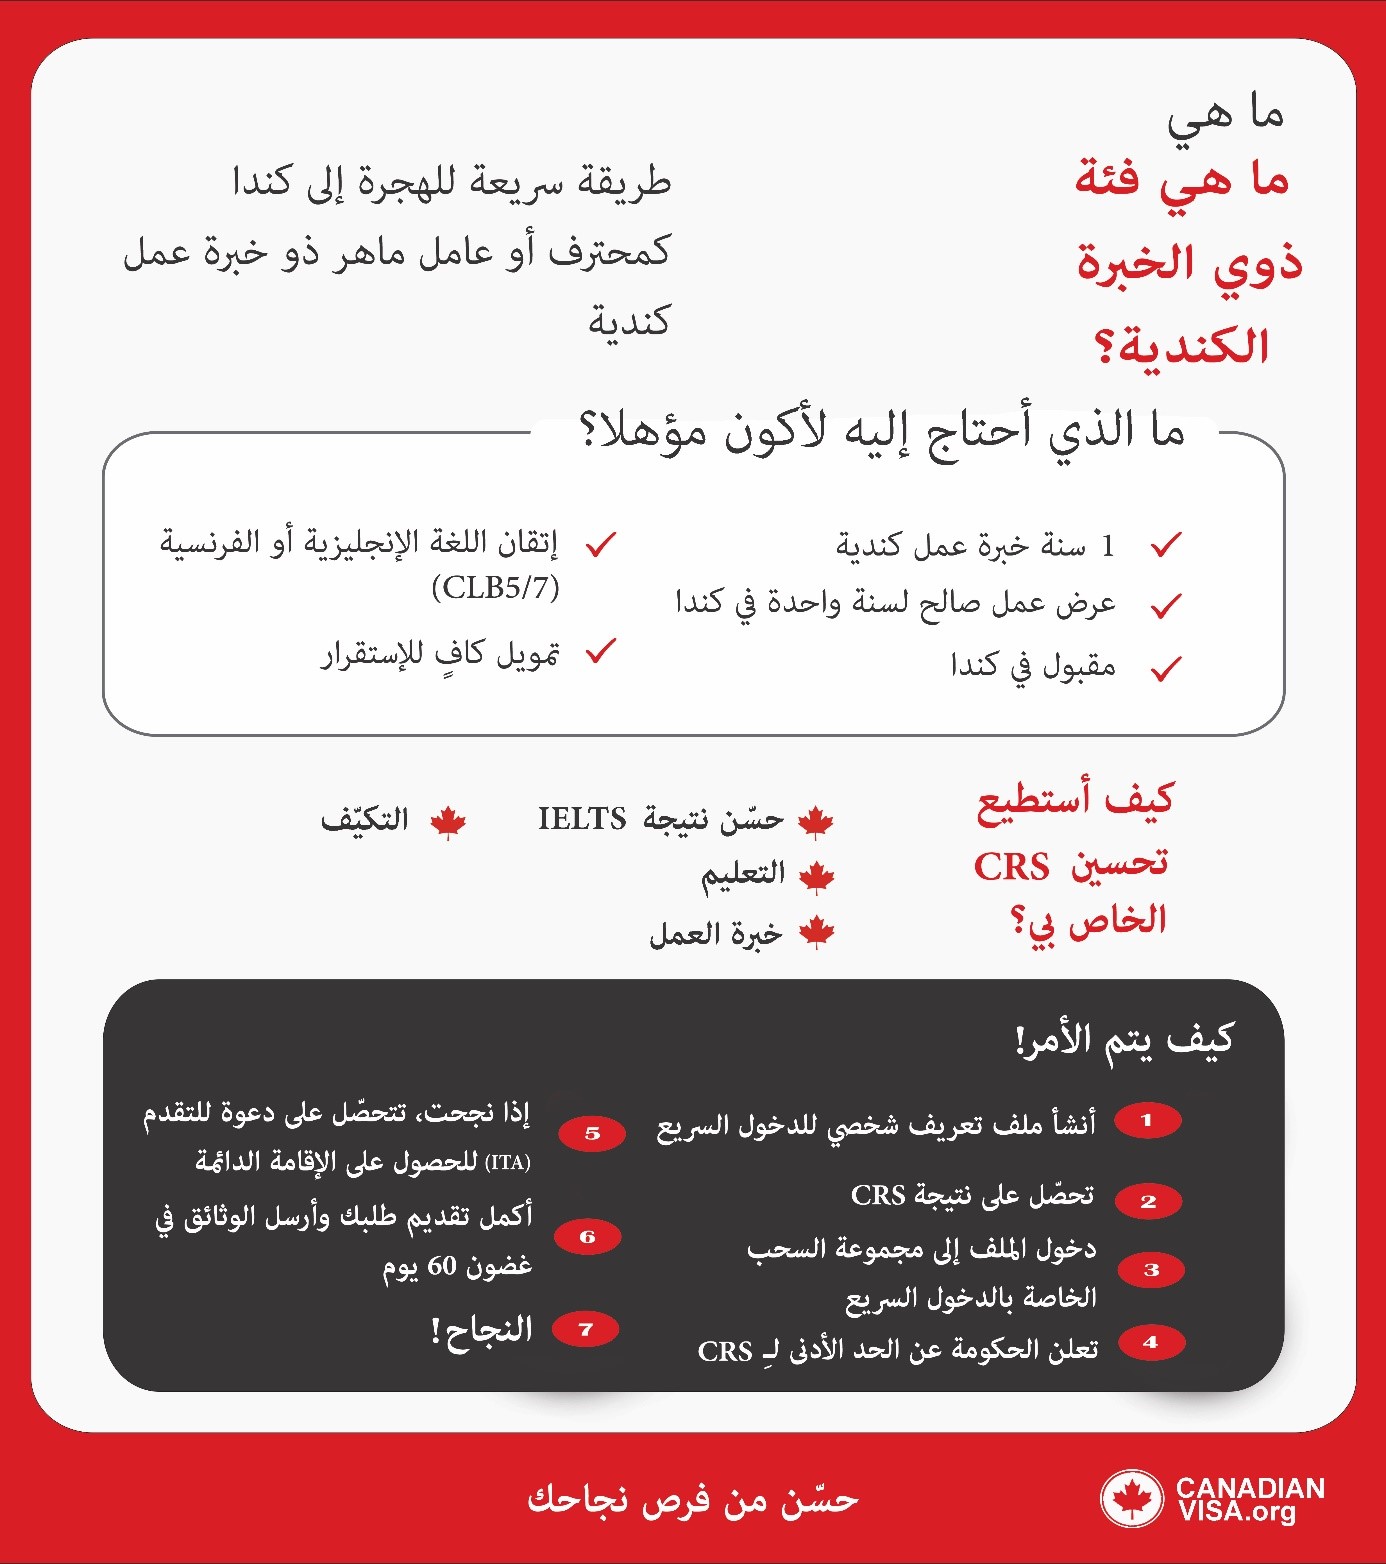 ما هي
ما هي فئة
ذوي الخبرة
الكندية؟
طريقة سريعة للهجرة إلى كندا
كمحترف أو عامل ماهر ذو خبرة عمل
كندية
ما الذي أحتاج إليه لأكون مؤهلا؟
1 سنة خبرة عمل كندية
عرض عمل صالح لسنة واحدة في كندا
مقبول في كندا
إتقان اللغة الإنجليزية أو الفرنسية
(CLB5/7)
تمويل كافٍ للإستقرار
كيف أستطيع
تحسين CRS
الخاص بي؟
حسّن نتيجة IELTS
التعليم
خبرة العمل
التكيّف
كيف يتم الأمر!
1 أنشأ ملف تعريف شخصي للدخول السريع
2 تحصّل على نتيجة CRS
3 دخول الملف إلى مجموعة السحب
الخاصة بالدخول السريع
4 تعلن الحكومة عن الحد الأدنى لـِ CRS
5 إذا نجحت، تتحصّل على دعوة للتقدم
(ITA) للحصول على الإقامة الدائمة
6 أكمل تقديم طلبك وأرسل الوثائق في
غضون 60 يوم
7 النجاح!
حسّن من فرص نجاحك
CANADIAN
VISA.org